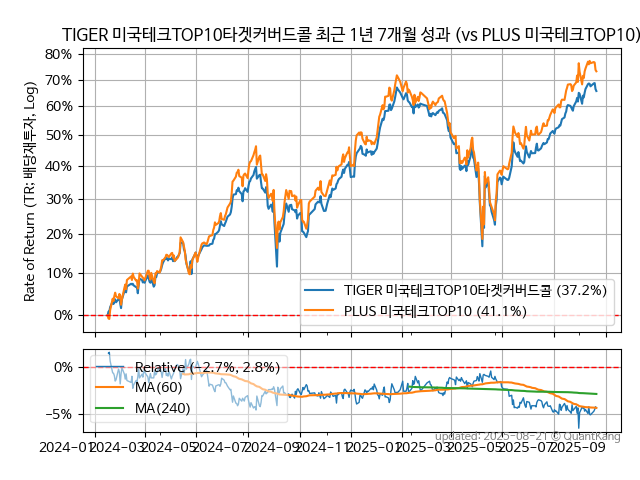 TIGER 미국테크TOP10타겟커버드콜 최근 1년 7개월 성과 (vs PLUS 미국테크TOP10)
Rate of Return (TR: 배당재투자, Log)
80%
70%
60%
50%
40%
30%
20%
10%
0%
TIGER 미국테크TOP10타겟커버드콜 (37.2%)
PLUS 미국테크TOP10 (41.1%)
0%
−5%
Relative (−2.7%, 2.8%)
MA(60)
MA(240)
updated: 2025-08-21 © QuantKang
2024-01 2024-03 2024-05 2024-07 2024-09 2024-11 2025-01 2025-03 2025-05 2025-07 2025-09